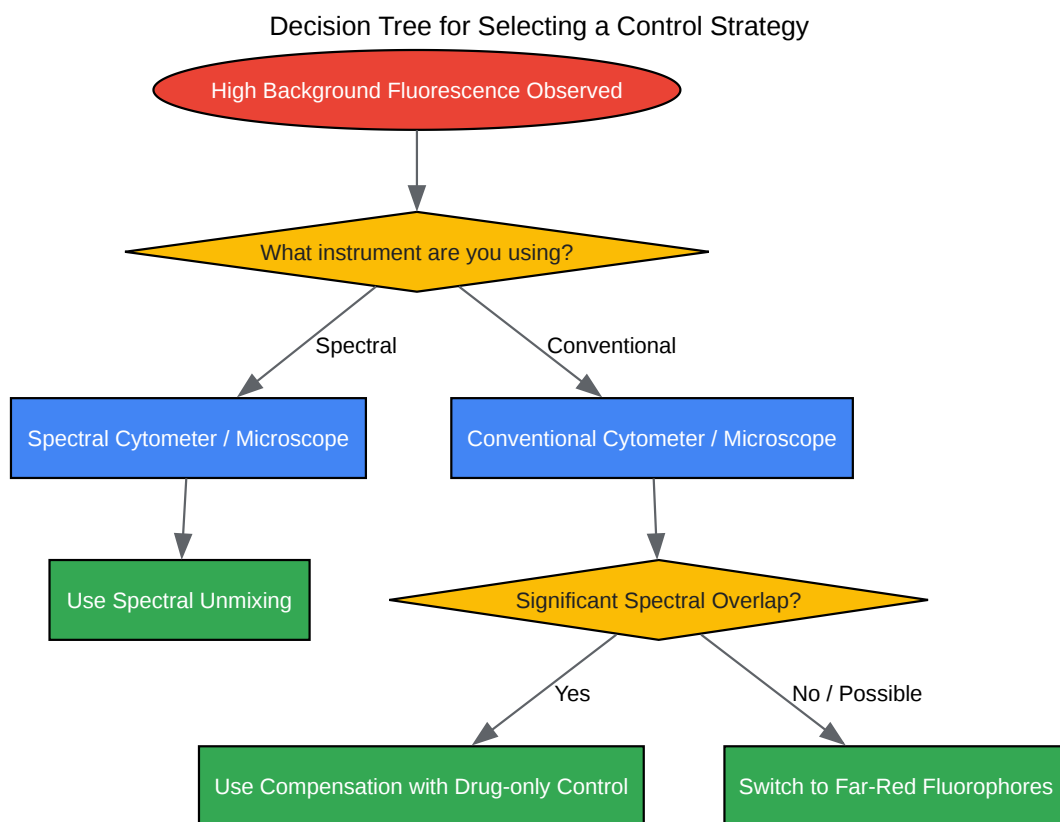 Decision Tree for Selecting a Control Strategy
High Background Fluorescence Observed
What instrument are you using?
Spectral
Conventional
Spectral Cytometer / Microscope
Conventional Cytometer / Microscope
Use Spectral Unmixing
Significant Spectral Overlap?
Yes
No / Possible
Use Compensation with Drug-only Control
Switch to Far-Red Fluorophores